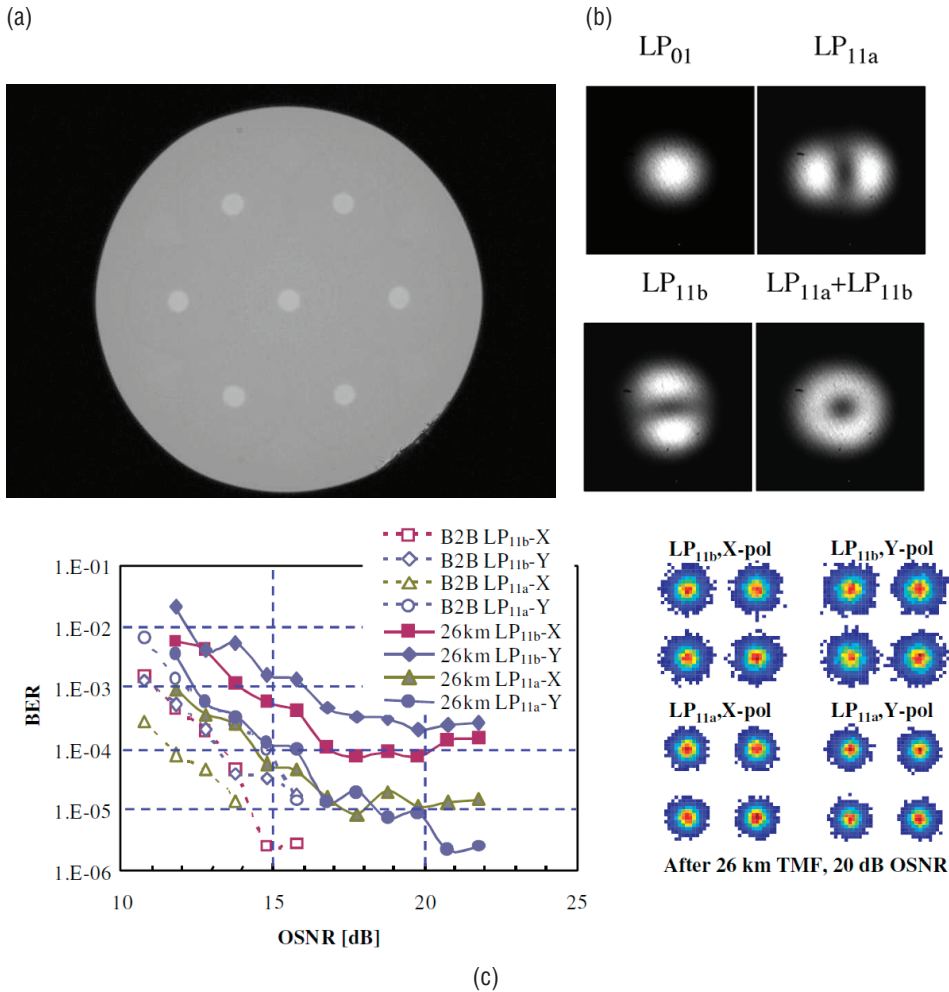 (a)
(b)
LP₀₁
LP₁₁ₐ
LP₁₁b
LP₁₁ₐ+LP₁₁b
B2B LP₁₁b-X
B2B LP₁₁b-Y
B2B LP₁₁ₐ-X
B2B LP₁₁ₐ-Y
26km LP₁₁b-X
26km LP₁₁b-Y
26km LP₁₁ₐ-X
26km LP₁₁ₐ-Y
1.E-01
1.E-02
1.E-03
1.E-04
1.E-05
1.E-06
BER
10
15
20
25
OSNR [dB]
LP₁₁b,X-pol
LP₁₁b,Y-pol
LP₁₁ₐ,X-pol
LP₁₁ₐ,Y-pol
After 26 km TMF, 20 dB OSNR
(c)